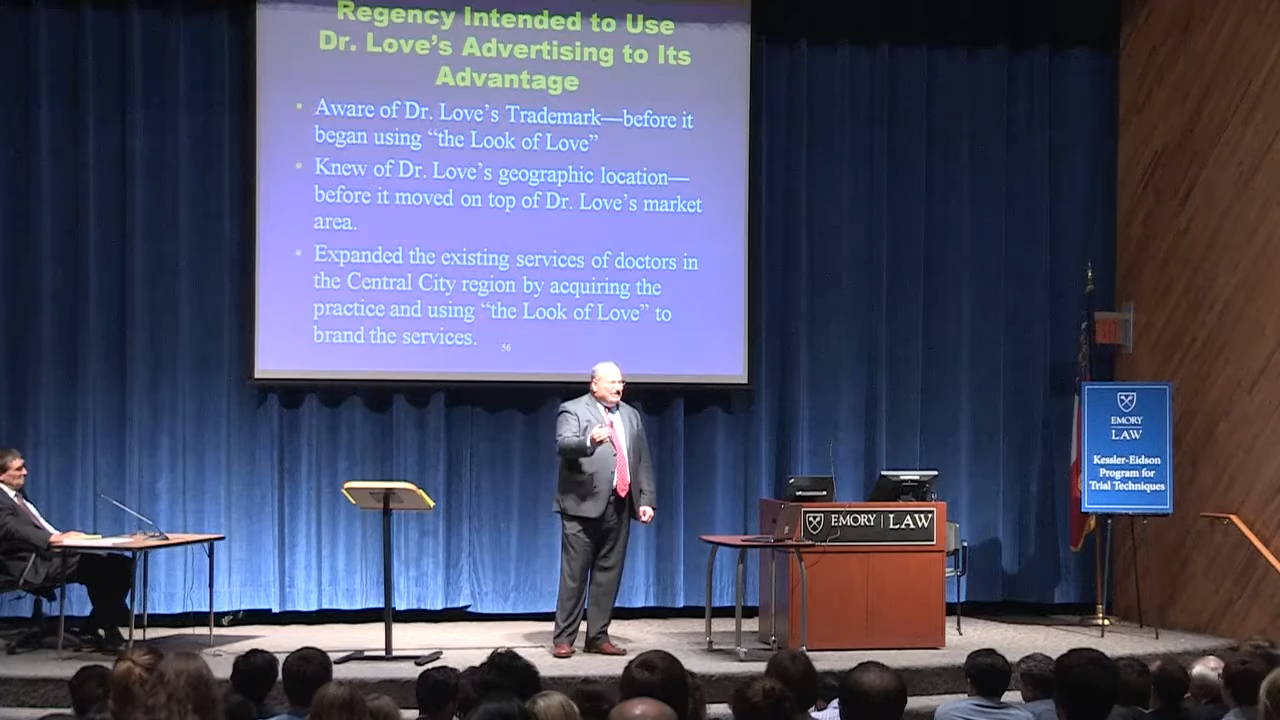 Regency Intended to Use
Dr. Love's Advertising to Its
Advantage
• Aware of Dr. Love's Trademark—before it
began using “the Look of Love”
• Knew of Dr. Love's geographic location—
before it moved on top of Dr. Love's market
area.
• Expanded the existing services of doctors in
the Central City region by acquiring the
practice and using “the Look of Love” to
brand the services.
56
EMORY | LAW
EMORY
LAW
Kessler-Eidson
Program for
Trial Techniques